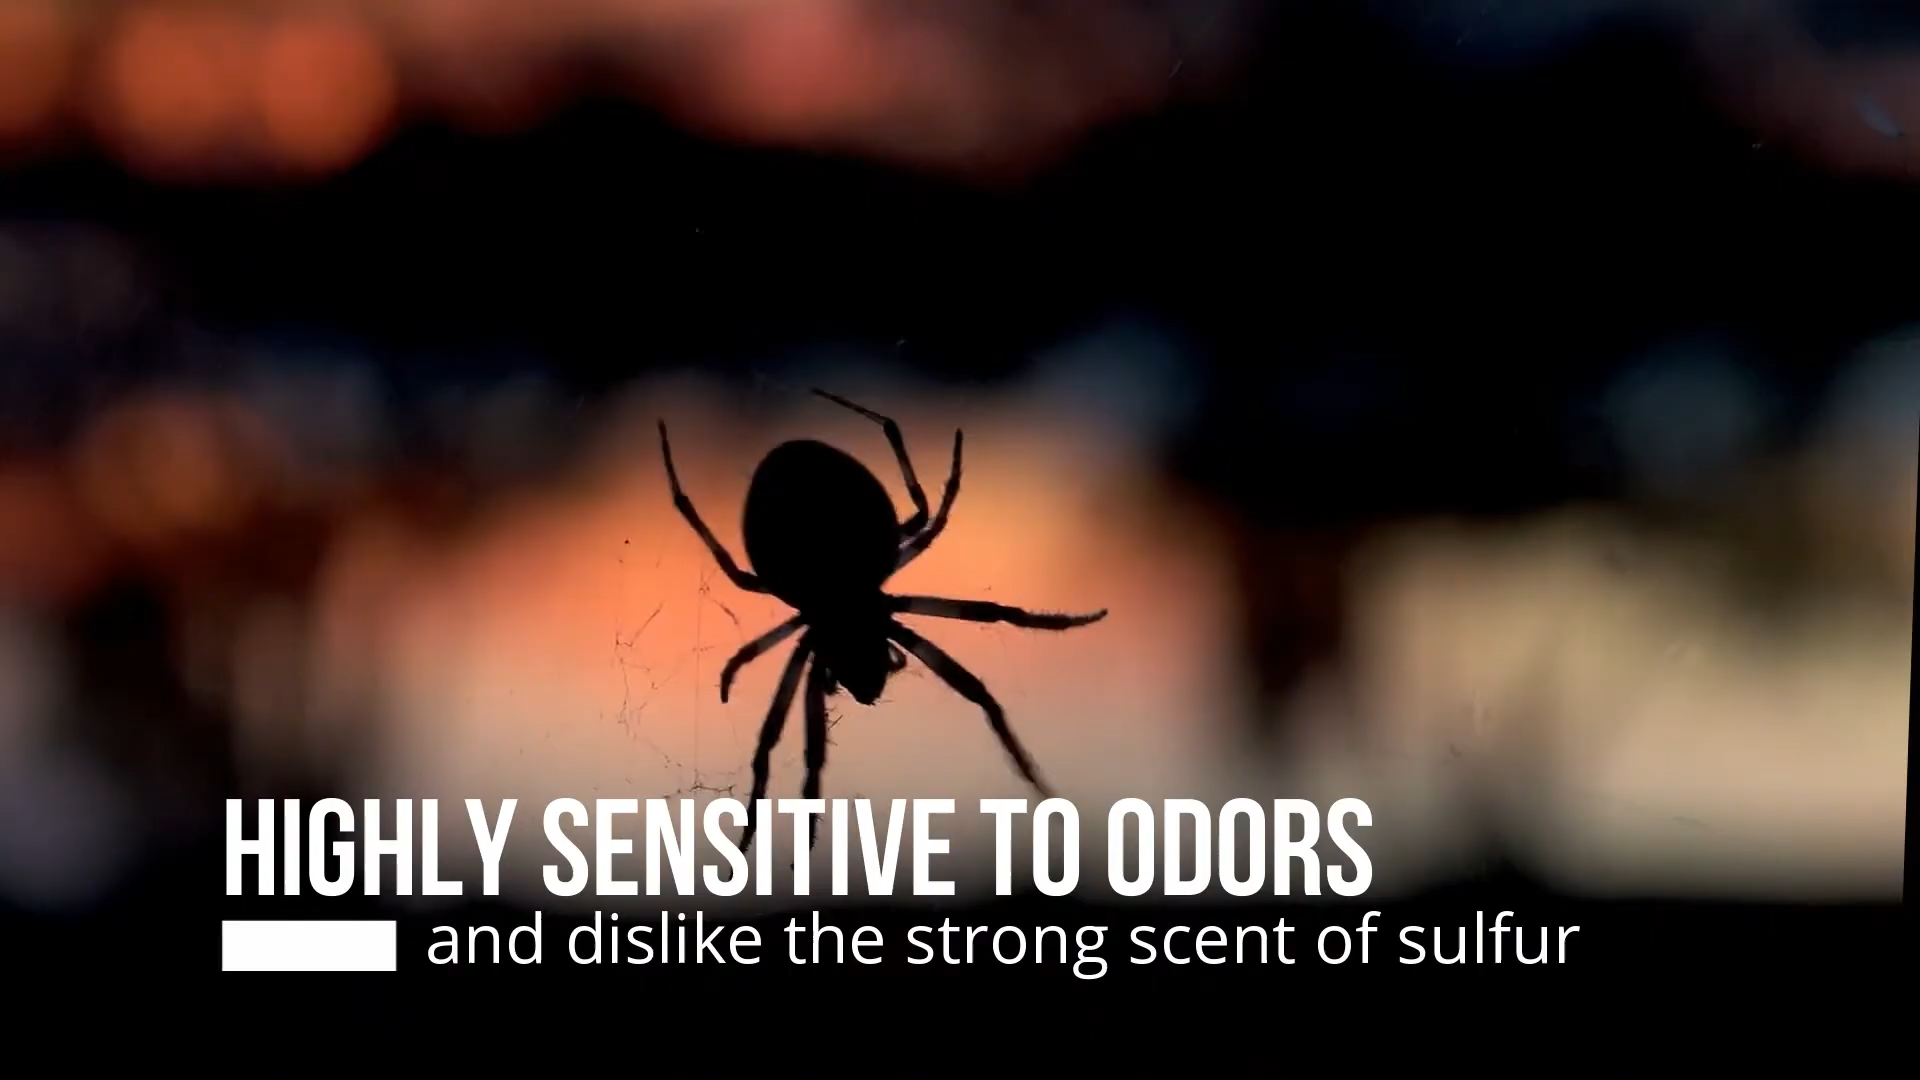 HIGHLY SENSITIVE TO ODORS
and dislike the strong scent of sulfur